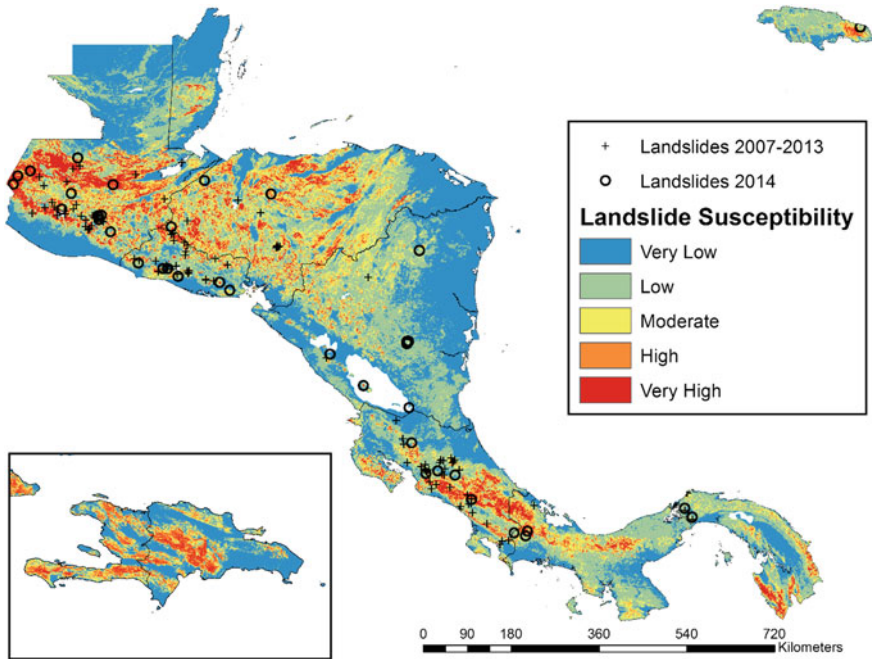 Landslides 2007-2013
Landslides 2014
Landslide Susceptibility
Very Low
Low
Moderate
High
Very High
0 90 180 360 540 720
Kilometers